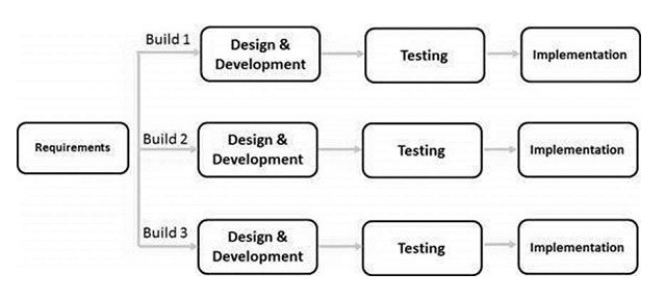 Build 1
Design &
Development
Testing
Implementation
Requirements
Build 2
Design &
Development
Testing
Implementation
Build 3
Design &
Development
Testing
Implementation